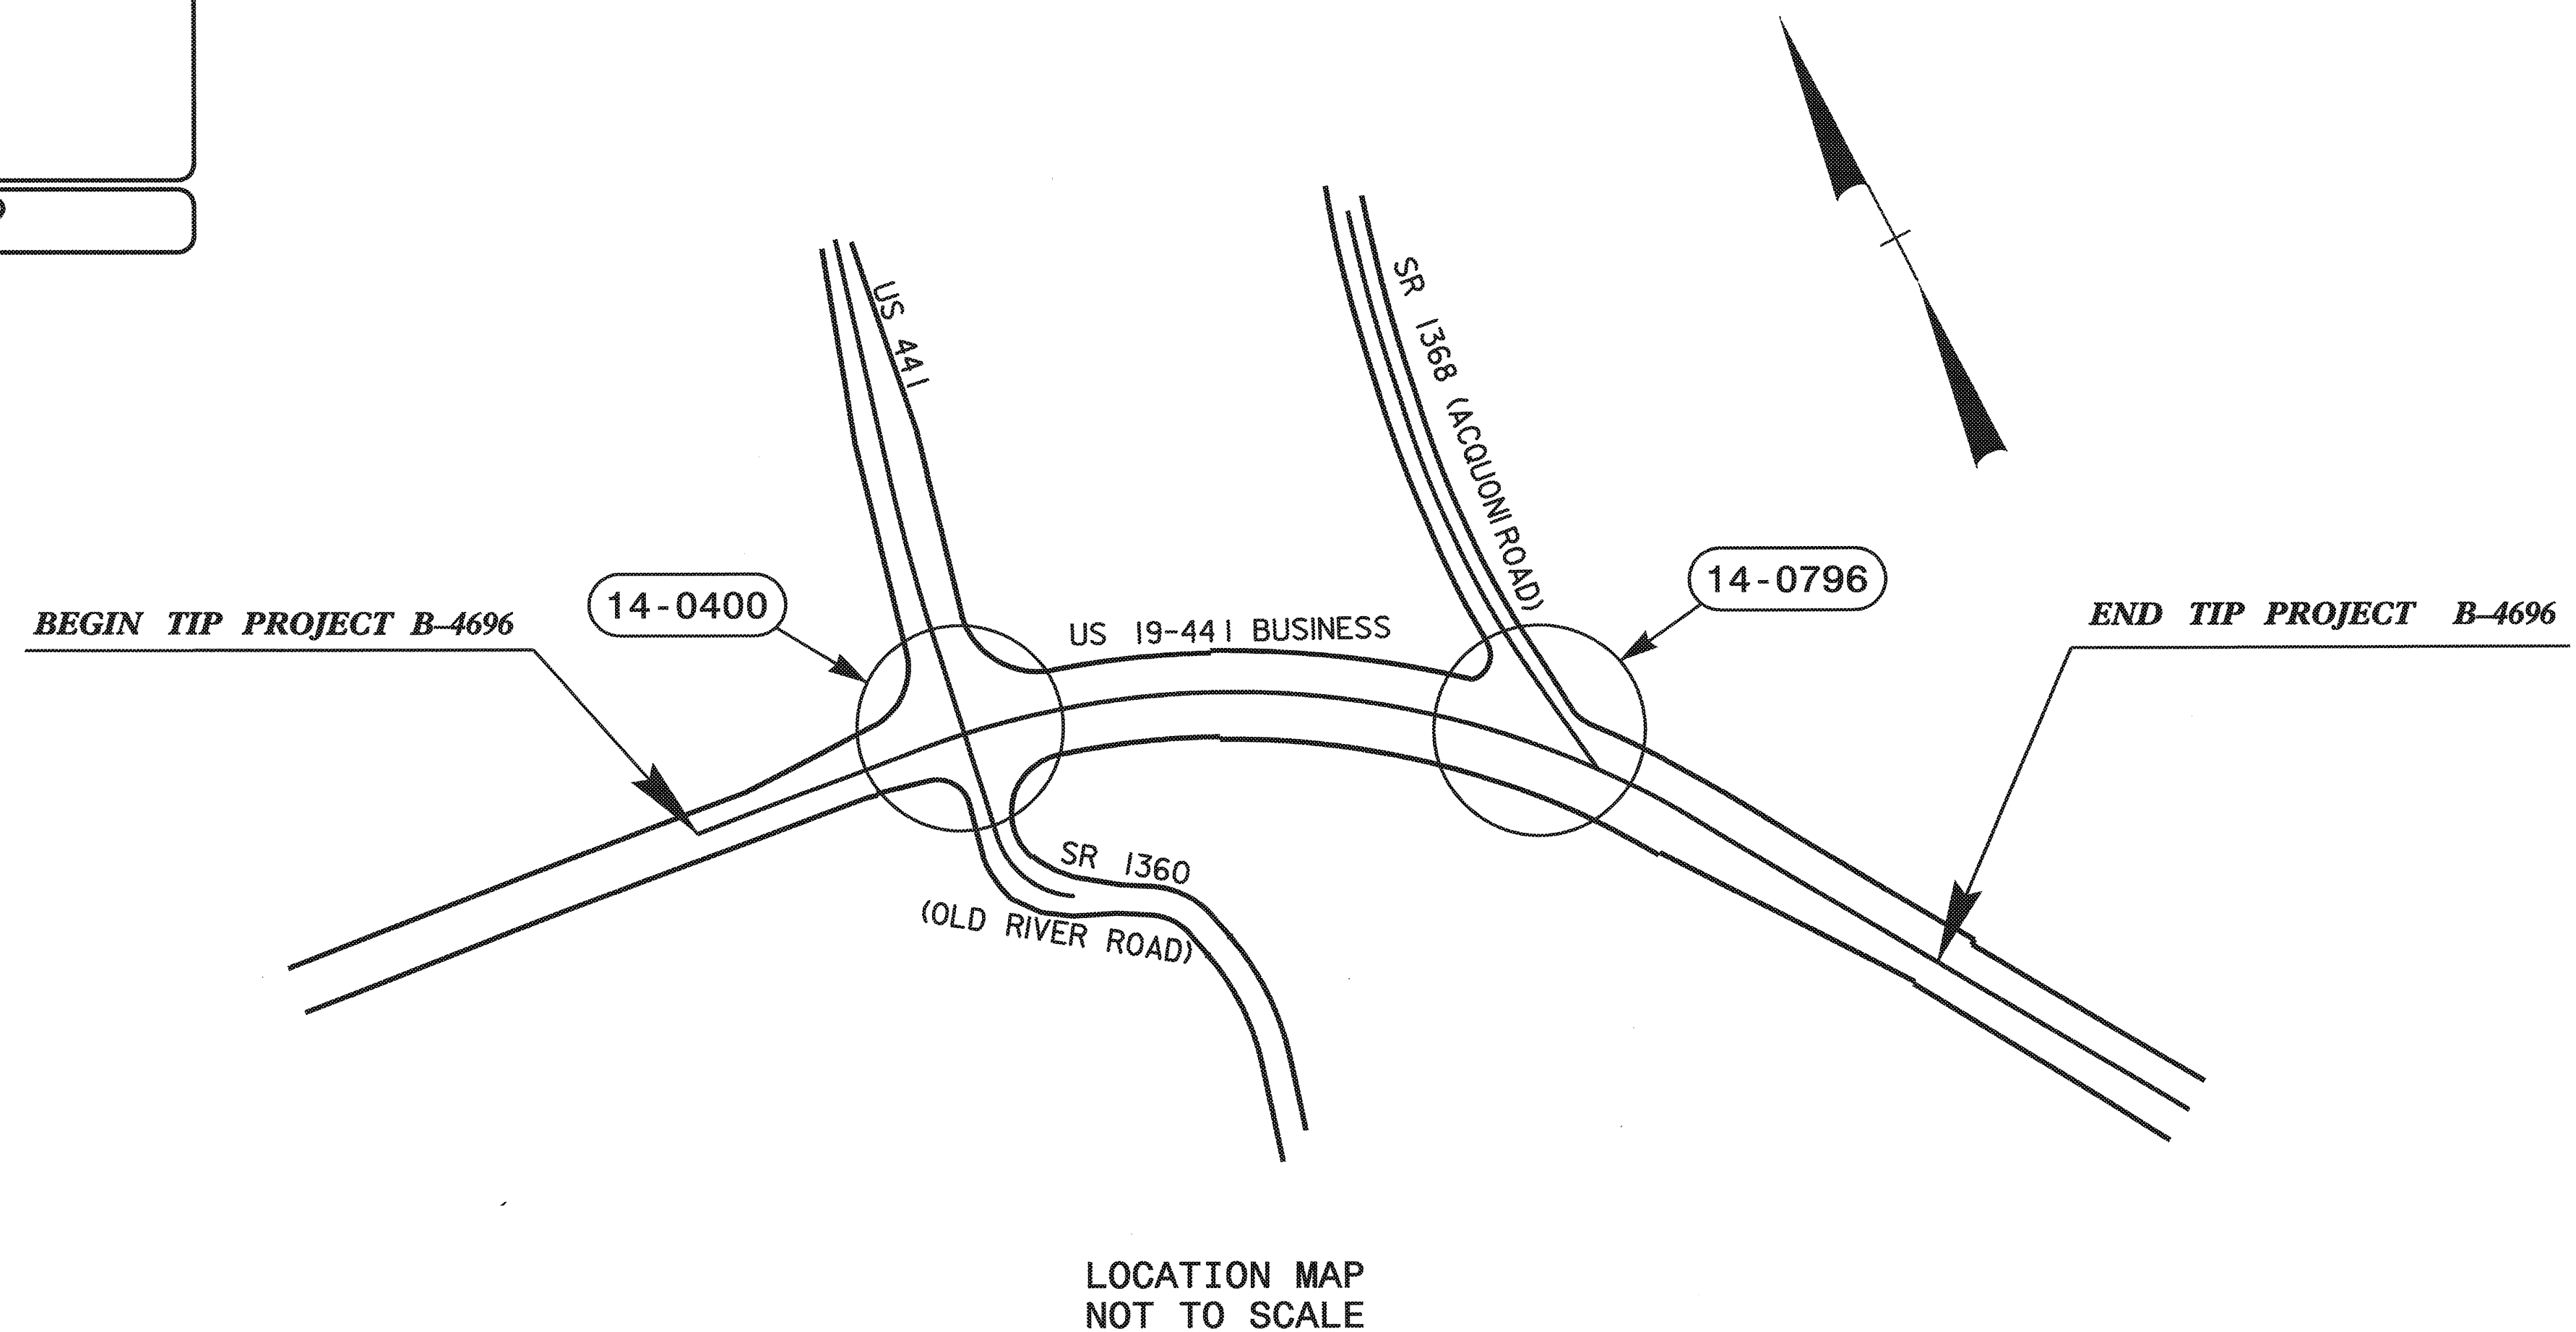 US 441
SR 1368 (ACQUONI ROAD)
14-0400
14-0796
BEGIN TIP PROJECT B-4696
US 19-441 BUSINESS
END TIP PROJECT B-4696
SR 1360
(OLD RIVER ROAD)
LOCATION MAP
NOT TO SCALE